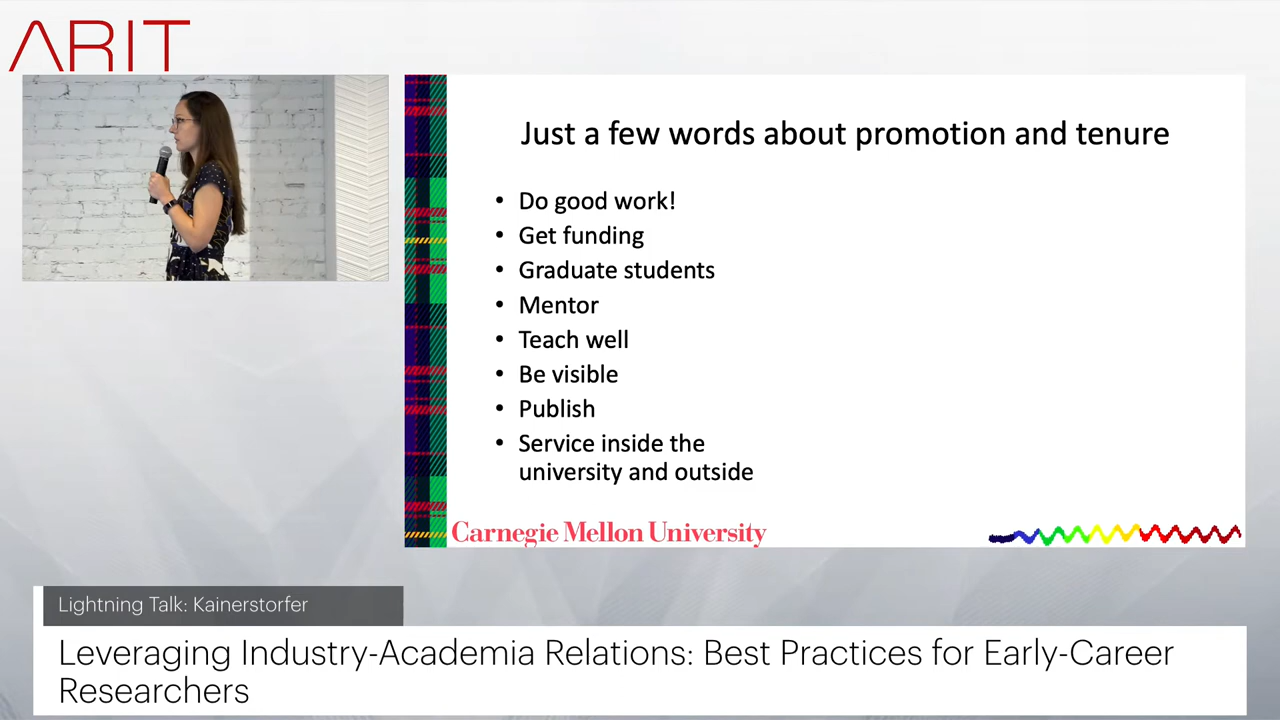 ARIT
Just a few words about promotion and tenure
• Do good work!
• Get funding
• Graduate students
• Mentor
• Teach well
• Be visible
• Publish
• Service inside the
university and outside
Carnegie Mellon University
Lightning Talk: Kainerstorfer
Leveraging Industry-Academia Relations: Best Practices for Early-Career
Researchers